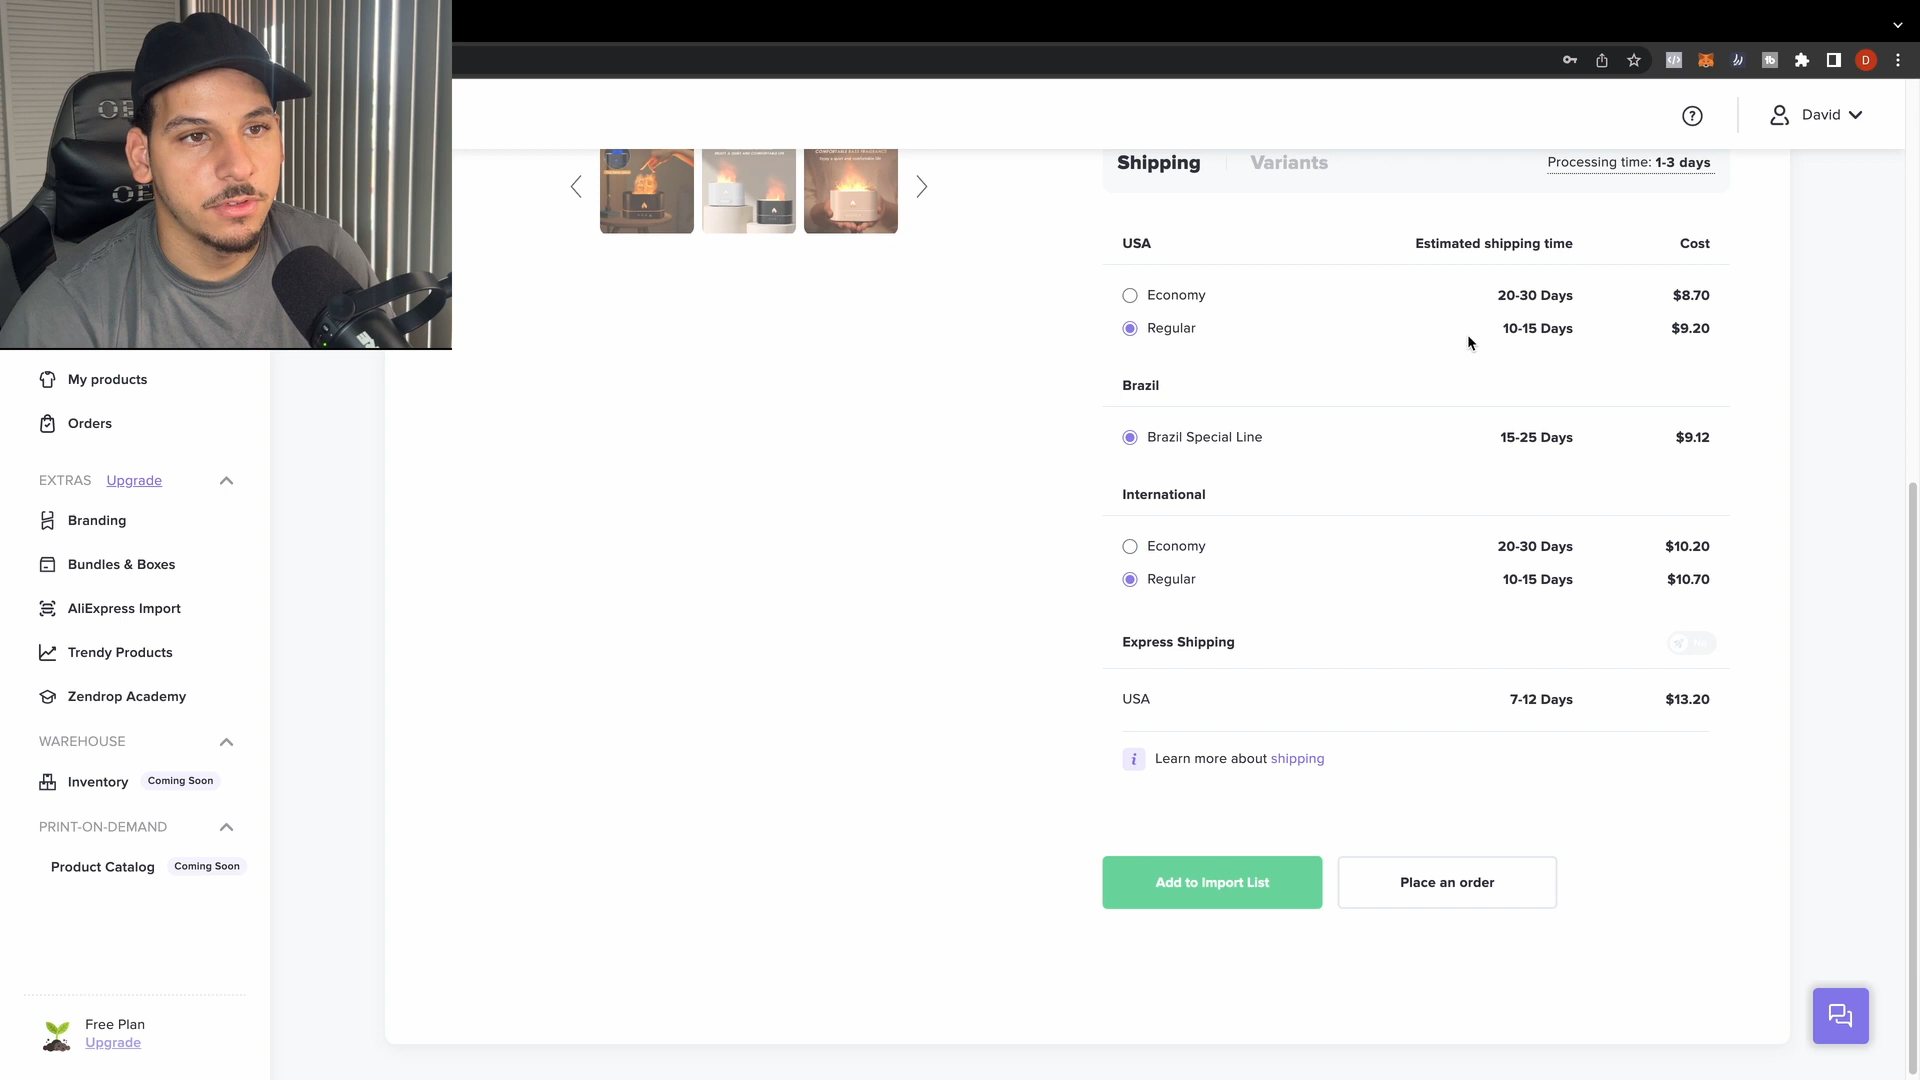 David
Shipping
Variants
Processing time: 1-3 days
USA Estimated shipping time Cost
Economy 20-30 Days $8.70
Regular 10-15 Days $9.20
Brazil
Brazil Special Line 15-25 Days $9.12
International
Economy 20-30 Days $10.20
Regular 10-15 Days $10.70
Express Shipping No
USA 7-12 Days $13.20
i Learn more about shipping
Add to Import List
Place an order
My products
Orders
EXTRAS Upgrade
Branding
Bundles & Boxes
AliExpress Import
Trendy Products
Zendrop Academy
WAREHOUSE
Inventory Coming Soon
PRINT-ON-DEMAND
Product Catalog Coming Soon
Free Plan
Upgrade
D